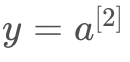 y = a^{[2]}